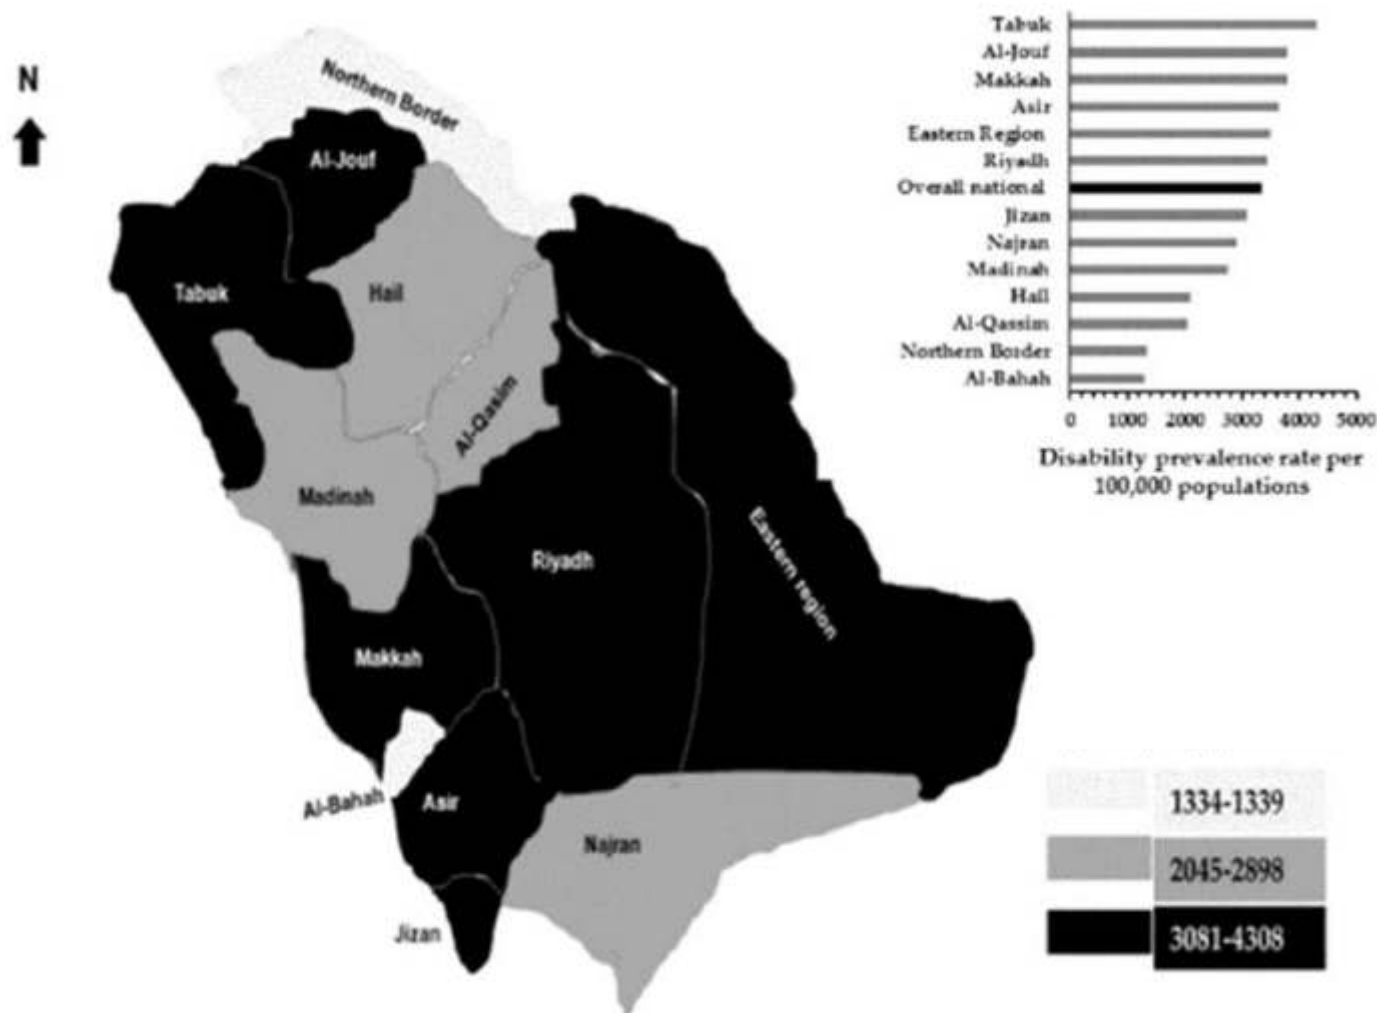 N
Northern Border
Al-Jouf
Tabuk
Hail
Al-Qasim
Madinah
Riyadh
Eastern region
Makkah
Al-Bahah
Asir
Najran
Jizan
Tabuk
Al-Jouf
Makkah
Asir
Eastern Region
Riyadh
Overall national
Jizan
Najran
Madinah
Hail
Al-Qassim
Northern Border
Al-Bahah
0 1000 2000 3000 4000 5000
Disability prevalence rate per
100,000 populations
1334-1339
2045-2898
3081-4308